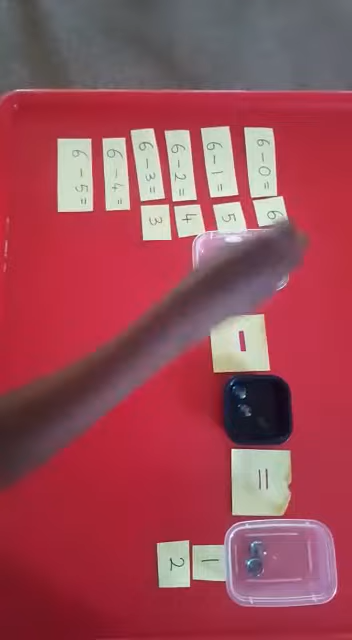 6 - 0 = 6
6 - 1 = 5
6 - 2 = 4
6 - 3 = 3
6 - 4 =
6 - 5 =
-
=
1
2